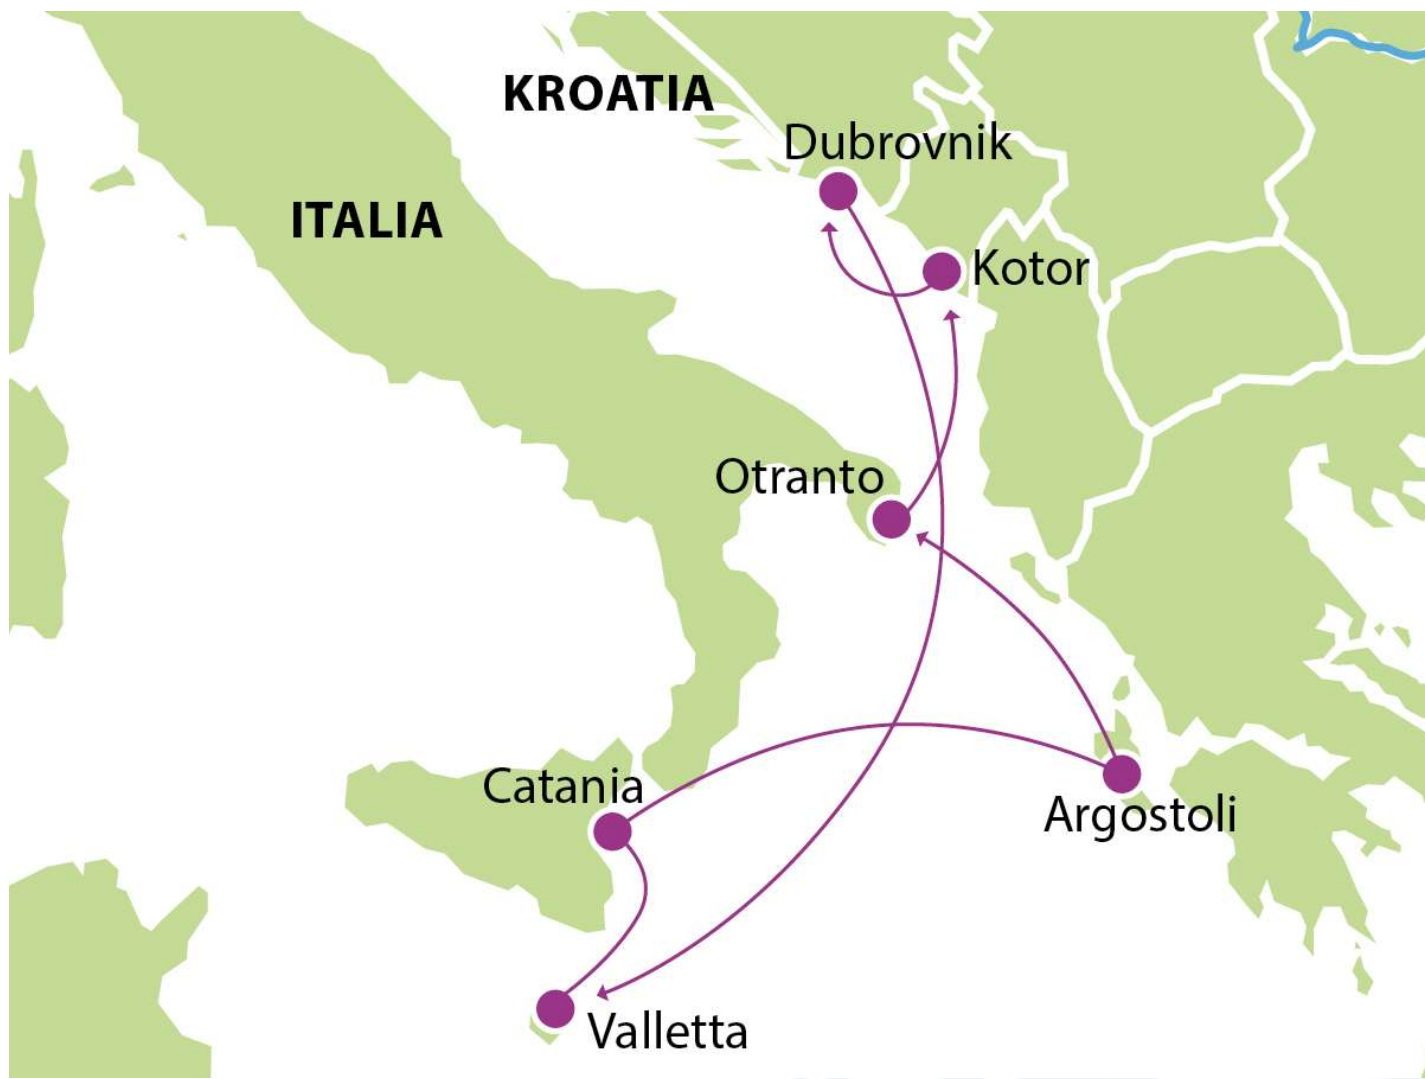 KROATIA
Dubrovnik
ITALIA
Kotor
Otranto
Catania
Argostoli
Valletta